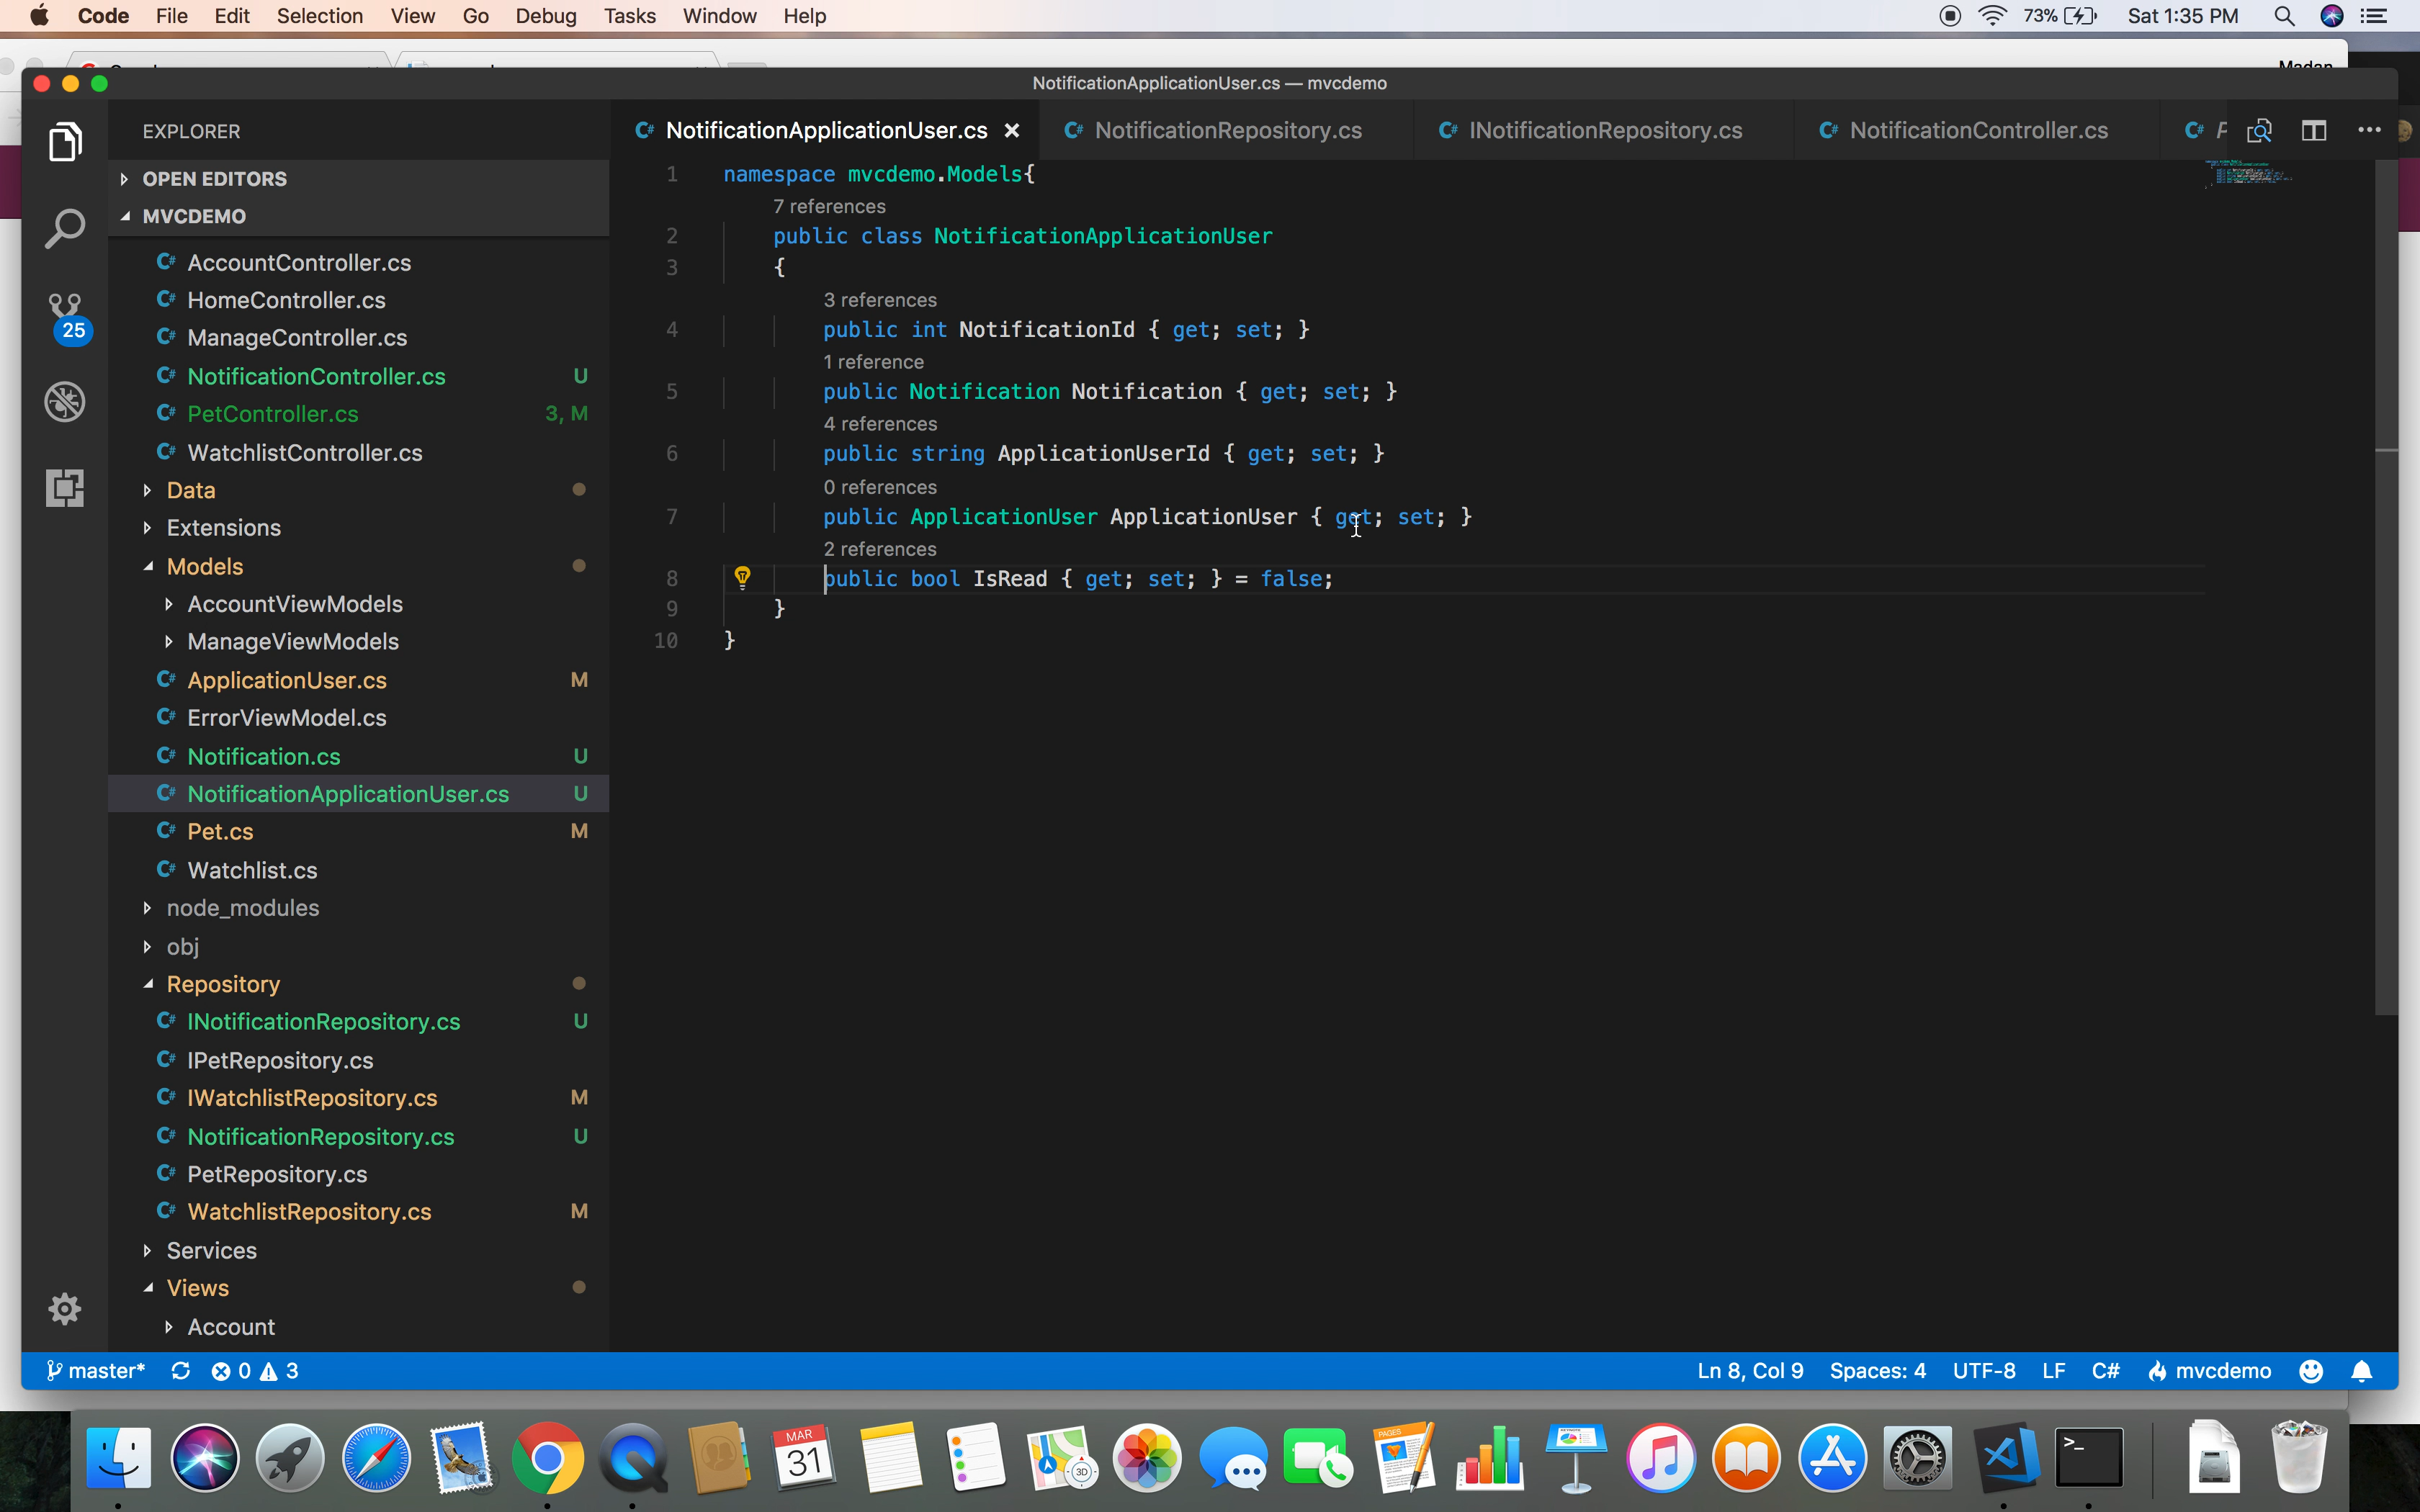 Code File Edit Selection View Go Debug Tasks Window Help 73% Sat 1:35 PM
NotificationApplicationUser.cs — mvcdemo
EXPLORER
OPEN EDITORS
MVCDEMO
C# AccountController.cs
C# HomeController.cs
C# ManageController.cs
C# NotificationController.cs U
C# PetController.cs 3, M
C# WatchlistController.cs
Data
Extensions
Models
AccountViewModels
ManageViewModels
C# ApplicationUser.cs M
C# ErrorViewModel.cs
C# Notification.cs U
C# NotificationApplicationUser.cs U
C# Pet.cs M
C# Watchlist.cs
node_modules
obj
Repository
C# INotificationRepository.cs U
C# IPetRepository.cs
C# IWatchlistRepository.cs M
C# NotificationRepository.cs U
C# PetRepository.cs
C# WatchlistRepository.cs M
Services
Views
Account
25
C# NotificationApplicationUser.cs C# NotificationRepository.cs C# INotificationRepository.cs C# NotificationController.cs C#
1 namespace mvcdemo.Models{
7 references
2 public class NotificationApplicationUser
3 {
3 references
4 public int NotificationId { get; set; }
1 reference
5 public Notification Notification { get; set; }
4 references
6 public string ApplicationUserId { get; set; }
0 references
7 public ApplicationUser ApplicationUser { get; set; }
2 references
8 public bool IsRead { get; set; } = false;
9 }
10 }
master* 0 3 Ln 8, Col 9 Spaces: 4 UTF-8 LF C# mvcdemo
MAR
31
PAGES
3D
>_